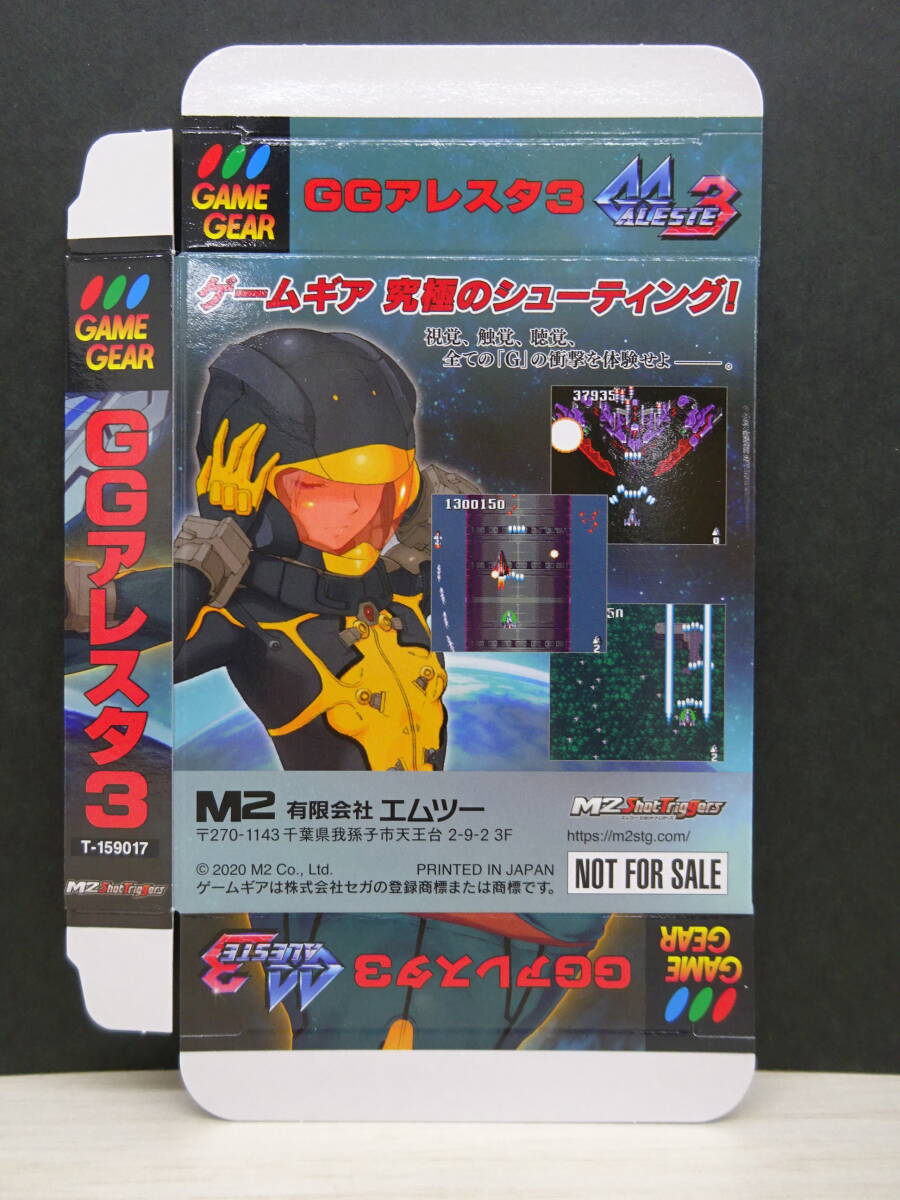 GAME
GEAR
GGアレスタ3
ALESTE 3
GAME
GEAR
GGアレスタ3
T-159017
M2 ShotTriggers
ゲームギア 究極のシューティング!
視覚、触覚、聴覚、
全ての「G」の衝撃を体験せよ――。
37935
0
1300150
2
2
M2 有限会社 エムツー
〒270-1143 千葉県我孫子市天王台 2-9-2 3F
© 2020 M2 Co., Ltd.
PRINTED IN JAPAN
ゲームギアは株式会社セガの登録商標または商標です。
M2 ShotTriggers
https://m2stg.com/
NOT FOR SALE
GAME
GEAR
GGアレスタ3
ALESTE 3